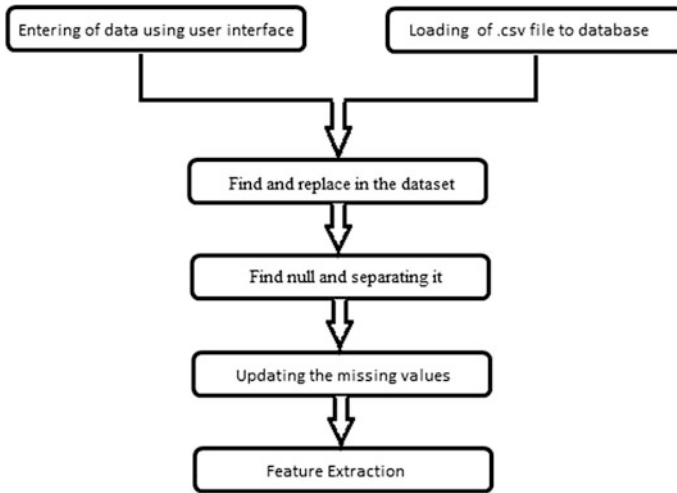 Entering of data using user interface
Loading of .csv file to database
Find and replace in the dataset
Find null and separating it
Updating the missing values
Feature Extraction